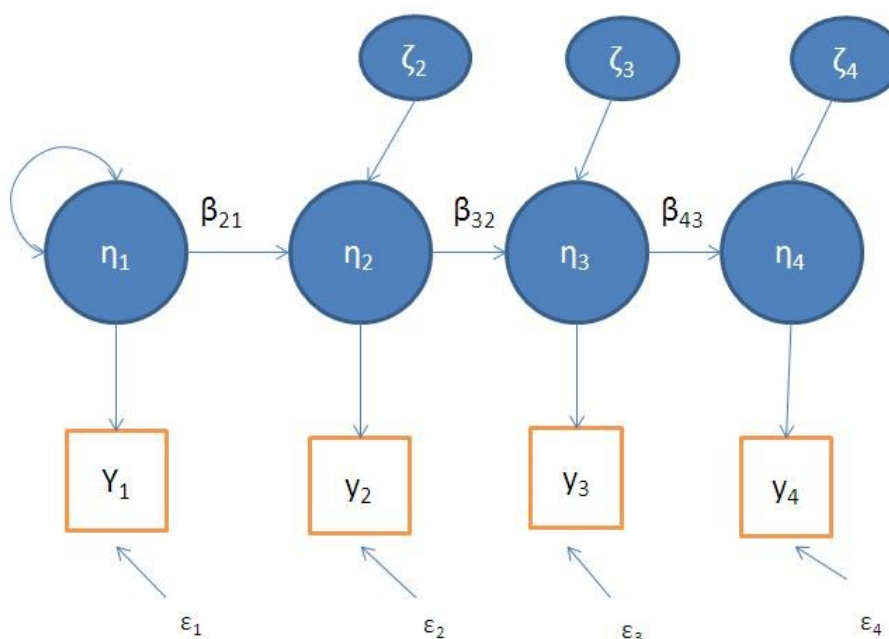 ζ₂ ζ₃ ζ₄
β₂₁ β₃₂ β₄₃
η₁ η₂ η₃ η₄
Y₁ y₂ y₃ y₄
ε₁ ε₂ ε₃ ε₄